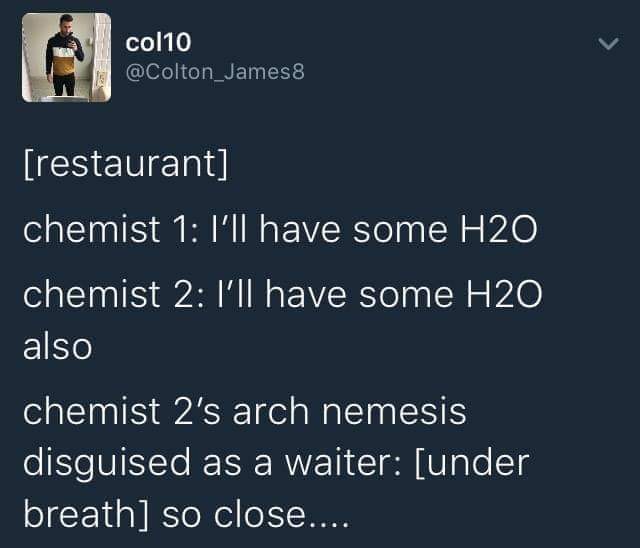 col10
@Colton_James8
[restaurant]
chemist 1: I’ll have some H2O
chemist 2: I’ll have some H2O
also
chemist 2’s arch nemesis
disguised as a waiter: [under
breath] so close....